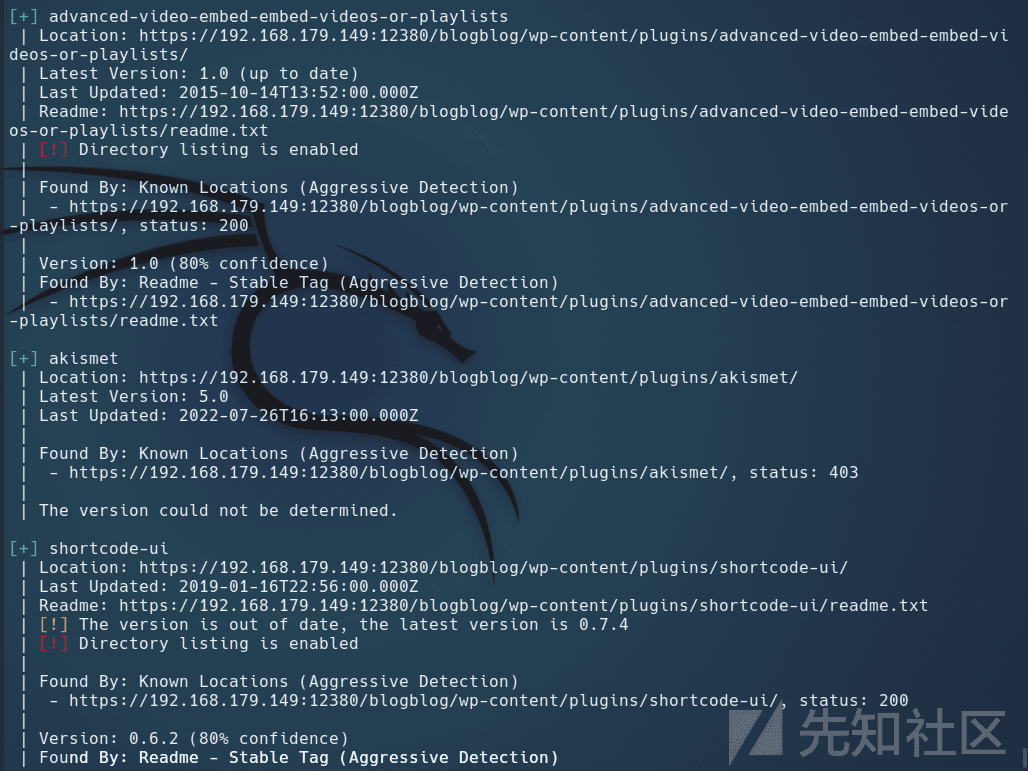 [+] advanced-video-embed-embed-videos-or-playlists
 | Location: https://192.168.179.149:12380/blogblog/wp-content/plugins/advanced-video-embed-embed-vi
deos-or-playlists/
 | Latest Version: 1.0 (up to date)
 | Last Updated: 2015-10-14T13:52:00.000Z
 | Readme: https://192.168.179.149:12380/blogblog/wp-content/plugins/advanced-video-embed-embed-vide
os-or-playlists/readme.txt
 | [!] Directory listing is enabled
 |
 | Found By: Known Locations (Aggressive Detection)
 |  - https://192.168.179.149:12380/blogblog/wp-content/plugins/advanced-video-embed-embed-videos-or
-playlists/, status: 200
 |
 | Version: 1.0 (80% confidence)
 | Found By: Readme - Stable Tag (Aggressive Detection)
 |  - https://192.168.179.149:12380/blogblog/wp-content/plugins/advanced-video-embed-embed-videos-or
-playlists/readme.txt

[+] akismet
 | Location: https://192.168.179.149:12380/blogblog/wp-content/plugins/akismet/
 | Latest Version: 5.0
 | Last Updated: 2022-07-26T16:13:00.000Z
 |
 | Found By: Known Locations (Aggressive Detection)
 |  - https://192.168.179.149:12380/blogblog/wp-content/plugins/akismet/, status: 403
 |
 | The version could not be determined.

[+] shortcode-ui
 | Location: https://192.168.179.149:12380/blogblog/wp-content/plugins/shortcode-ui/
 | Last Updated: 2019-01-16T22:56:00.000Z
 | Readme: https://192.168.179.149:12380/blogblog/wp-content/plugins/shortcode-ui/readme.txt
 | [!] The version is out of date, the latest version is 0.7.4
 | [!] Directory listing is enabled
 |
 | Found By: Known Locations (Aggressive Detection)
 |  - https://192.168.179.149:12380/blogblog/wp-content/plugins/shortcode-ui/, status: 200
 |
 | Version: 0.6.2 (80% confidence)
 | Found By: Readme - Stable Tag (Aggressive Detection)
先知社区